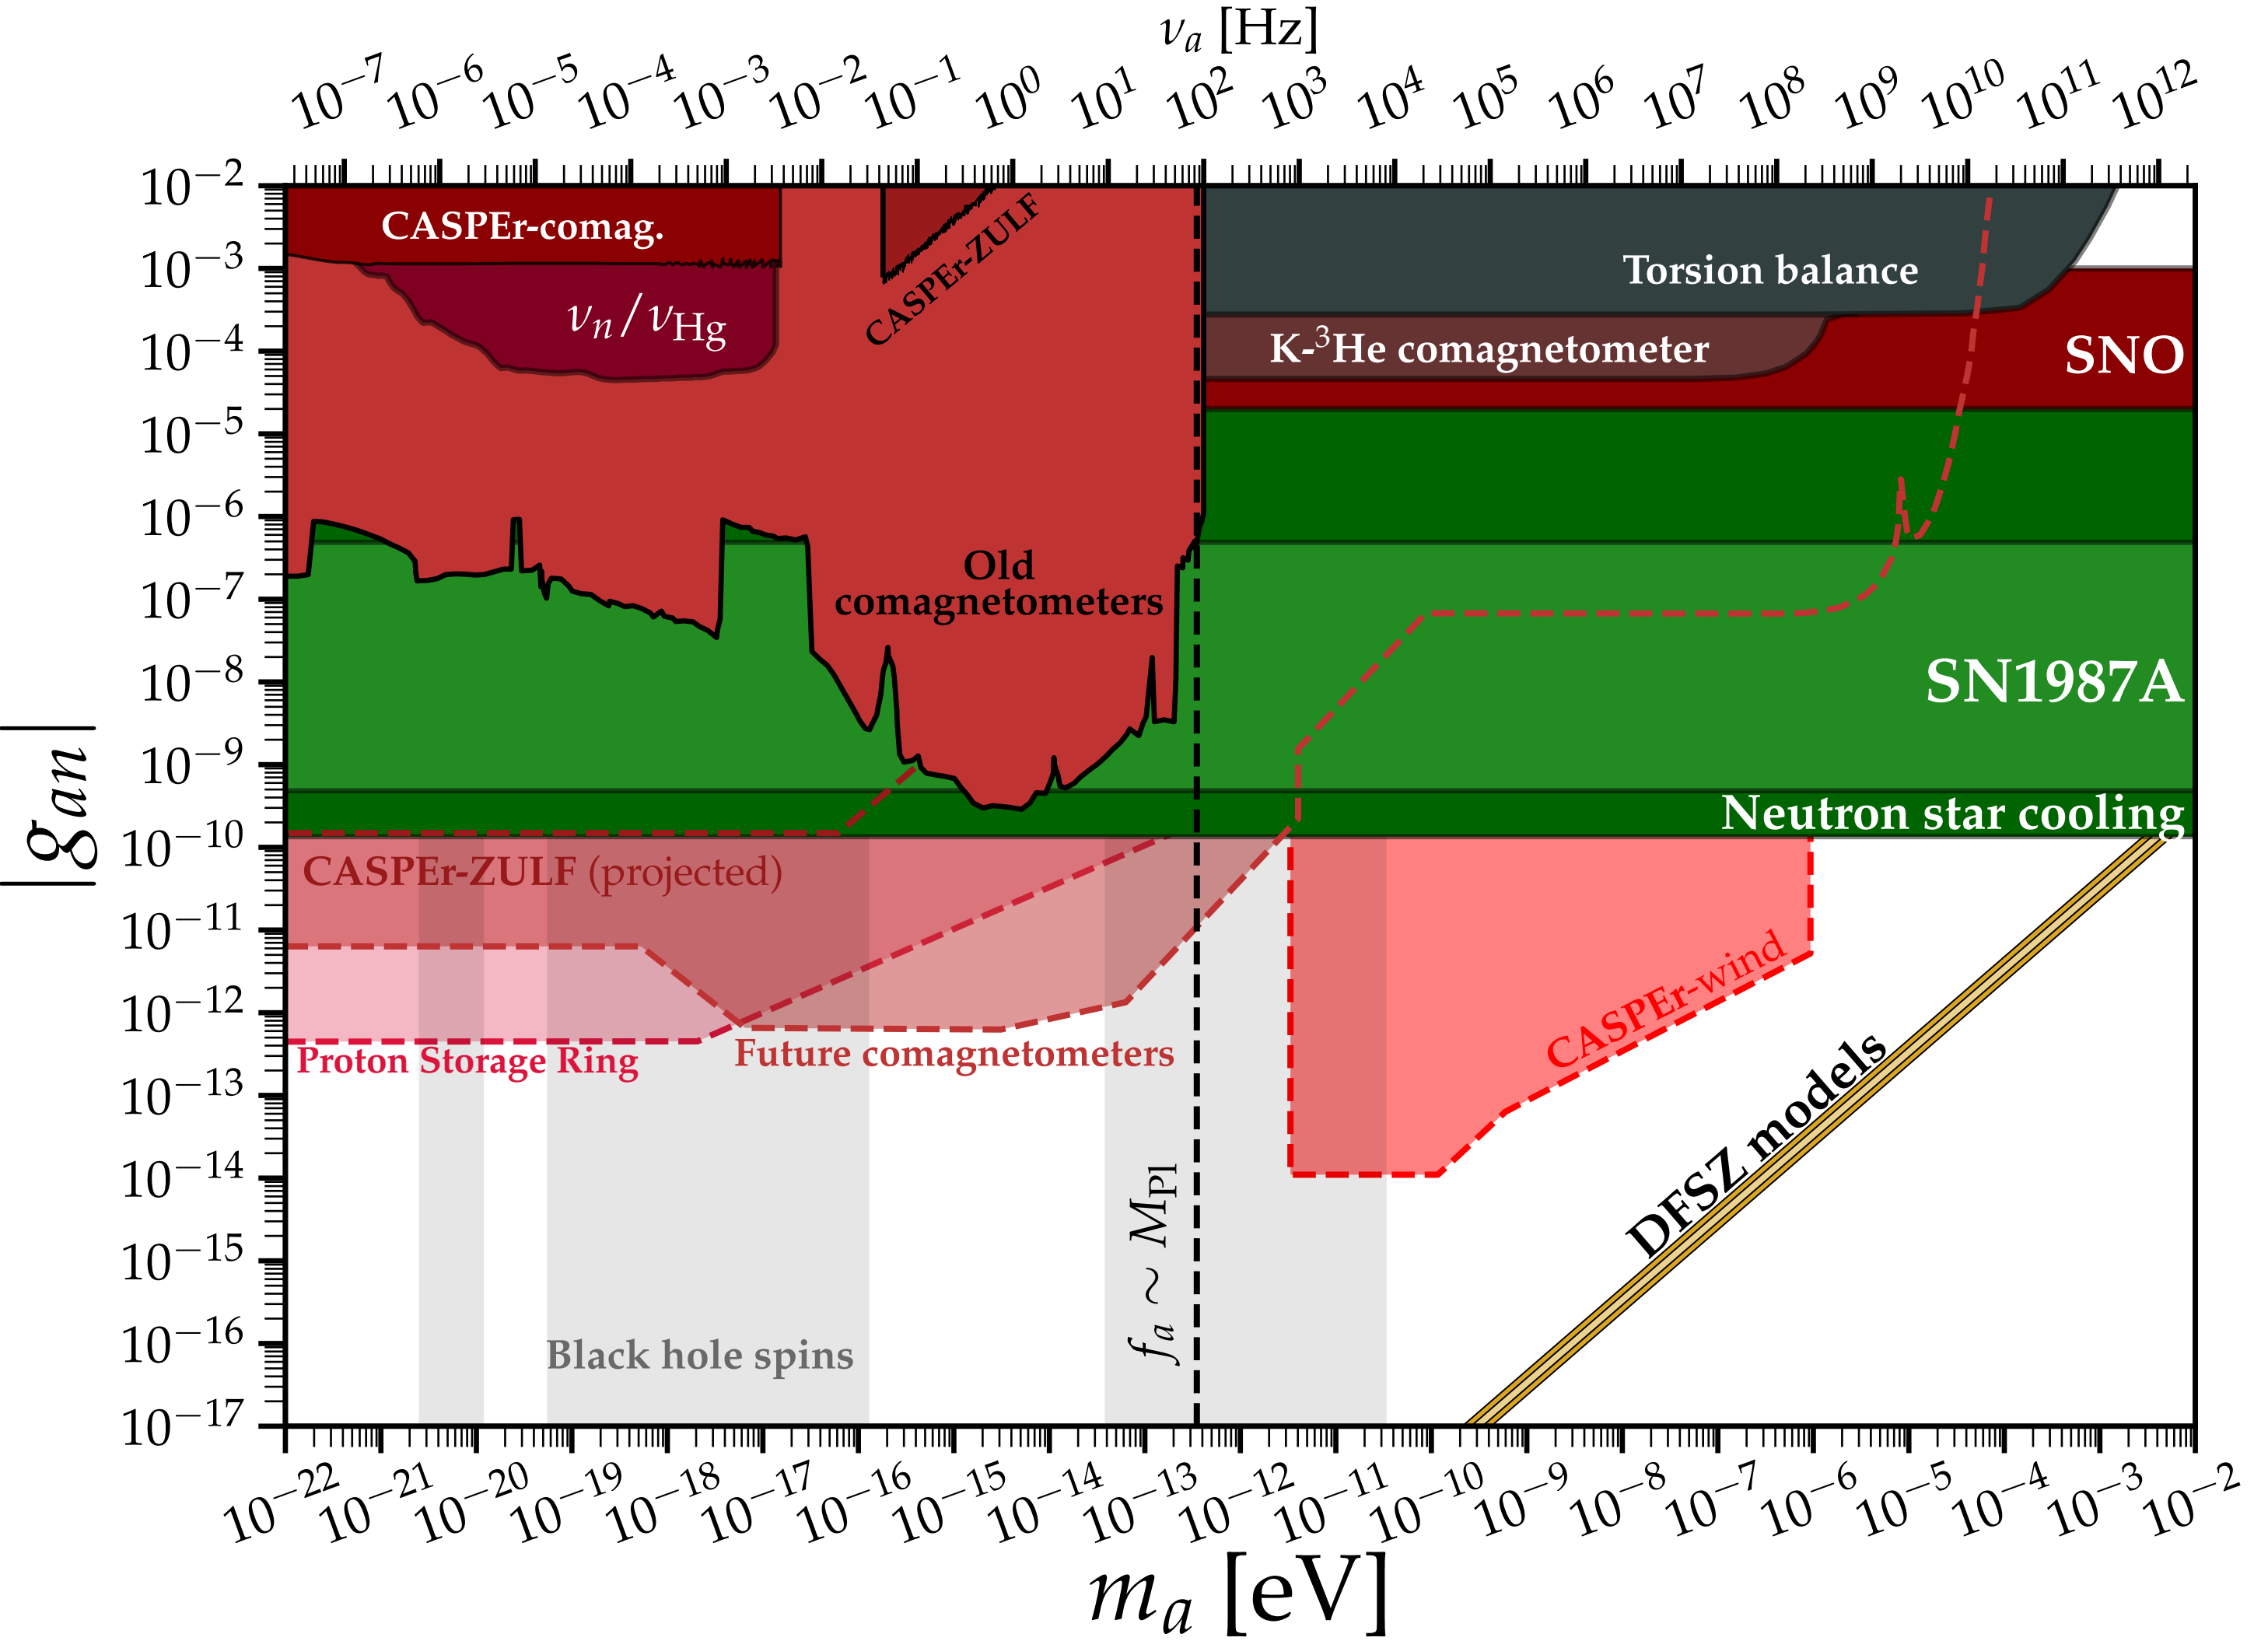 ν_a [Hz]
10^−7 10^−6 10^−5 10^−4 10^−3 10^−2 10^−1 10^0 10^1 10^2 10^3 10^4 10^5 10^6 10^7 10^8 10^9 10^10 10^11 10^12
10^−2
10^−3
10^−4
10^−5
10^−6
10^−7
10^−8
10^−9
10^−10
10^−11
10^−12
10^−13
10^−14
10^−15
10^−16
10^−17
|g_an|
CASPEr-comag.
ν_n/ν_Hg
CASPEr-ZULF
Torsion balance
K-³He comagnetometer
SNO
Old
comagnetometers
SN1987A
Neutron star cooling
CASPEr-ZULF (projected)
Proton Storage Ring
Future comagnetometers
CASPEr-wind
DFSZ models
f_a ∼ M_Pl
Black hole spins
10^−22 10^−21 10^−20 10^−19 10^−18 10^−17 10^−16 10^−15 10^−14 10^−13 10^−12 10^−11 10^−10 10^−9 10^−8 10^−7 10^−6 10^−5 10^−4 10^−3 10^−2
m_a [eV]